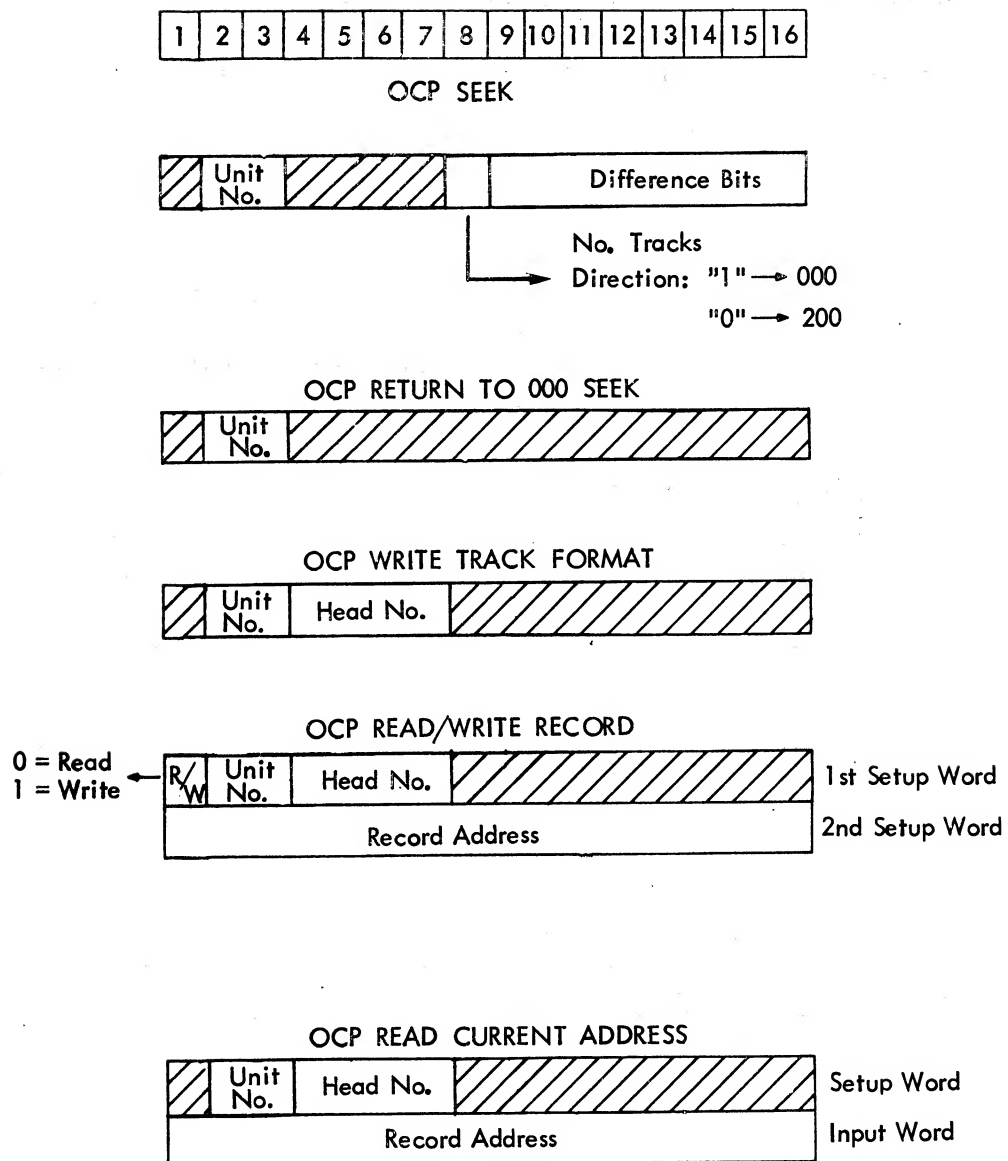 1 2 3 4 5 6 7 8 9 10 11 12 13 14 15 16
OCP SEEK
Unit No.
Difference Bits
No. Tracks
Direction: "1" → 000
"0" → 200
OCP RETURN TO 000 SEEK
Unit No.
OCP WRITE TRACK FORMAT
Unit No.
Head No.
OCP READ/WRITE RECORD
0 = Read
1 = Write
R/W
Unit No.
Head No.
1st Setup Word
Record Address
2nd Setup Word
OCP READ CURRENT ADDRESS
Unit No.
Head No.
Setup Word
Record Address
Input Word